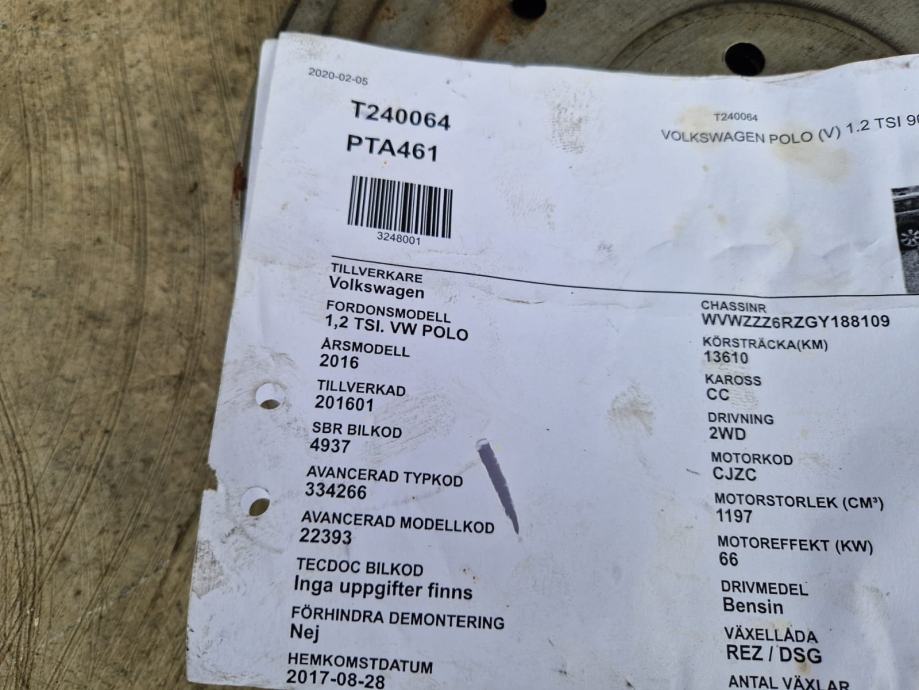 2020-02-05
T240064
PTA461
3248001
T240064
VOLKSWAGEN POLO (V) 1.2 TSI
TILLVERKARE
Volkswagen
FORDONSMODELL
1,2 TSI. VW POLO
ÅRSMODELL
2016
TILLVERKAD
201601
SBR BILKOD
4937
AVANCERAD TYPKOD
334266
AVANCERAD MODELLKOD
22393
TECDOC BILKOD
Inga uppgifter finns
FÖRHINDRA DEMONTERING
Nej
HEMKOMSTDATUM
2017-08-28
CHASSINR
WVWZZZ6RZGY188109
KÖRSTRÄCKA(KM)
13610
KAROSS
CC
DRIVNING
2WD
MOTORKOD
CJZC
MOTORSTORLEK (CM³)
1197
MOTOREFFEKT (KW)
66
DRIVMEDEL
Bensin
VÄXELLÅDA
REZ / DSG
ANTAL VÄXLAR